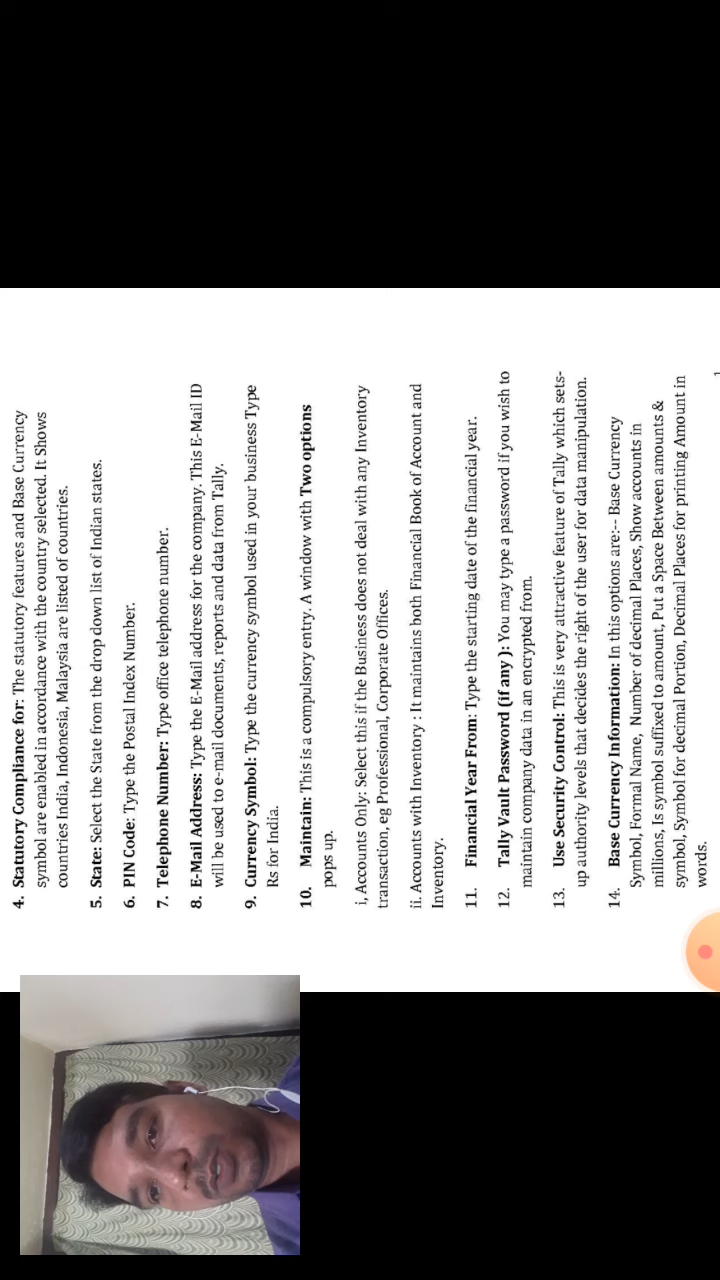 4. Statutory Compliance for: The statutory features and Base Currency
symbol are enabled in accordance with the country selected. It Shows
countries India, Indonesia, Malaysia are listed of countries.
5. State: Select the State from the drop down list of Indian states.
6. PIN Code: Type the Postal Index Number.
7. Telephone Number: Type office telephone number.
8. E-Mail Address: Type the E-Mail address for the company. This E-Mail ID
will be used to e-mail documents, reports and data from Tally.
9. Currency Symbol: Type the currency symbol used in your business Type
Rs for India.
10. Maintain: This is a compulsory entry. A window with Two options
pops up.
i, Accounts Only: Select this if the Business does not deal with any Inventory
transaction, eg Professional, Corporate Offices.
ii. Accounts with Inventory : It maintains both Financial Book of Account and
Inventory.
11. Financial Year From: Type the starting date of the financial year.
12. Tally Vault Password (if any ): You may type a password if you wish to
maintain company data in an encrypted from.
13. Use Security Control: This is very attractive feature of Tally which sets-
up authority levels that decides the right of the user for data manipulation.
14. Base Currency Information: In this options are:-- Base Currency
Symbol, Formal Name, Number of decimal Places, Show accounts in
millions, Is symbol suffixed to amount, Put a Space Between amounts &
symbol, Symbol for decimal Portion, Decimal Places for printing Amount in
words.